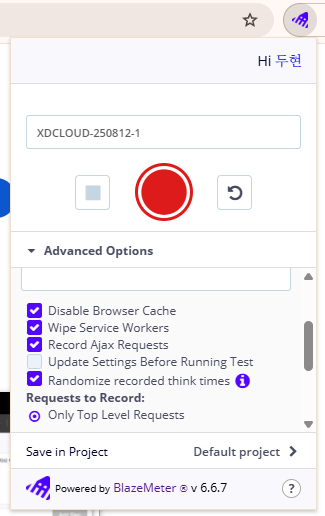 Hi 두현
XDCLOUD-250812-1
Advanced Options
Disable Browser Cache
Wipe Service Workers
Record Ajax Requests
Update Settings Before Running Test
Randomize recorded think times
Requests to Record:
Only Top Level Requests
Save in Project Default project
Powered by BlazeMeter ® v 6.6.7 ?